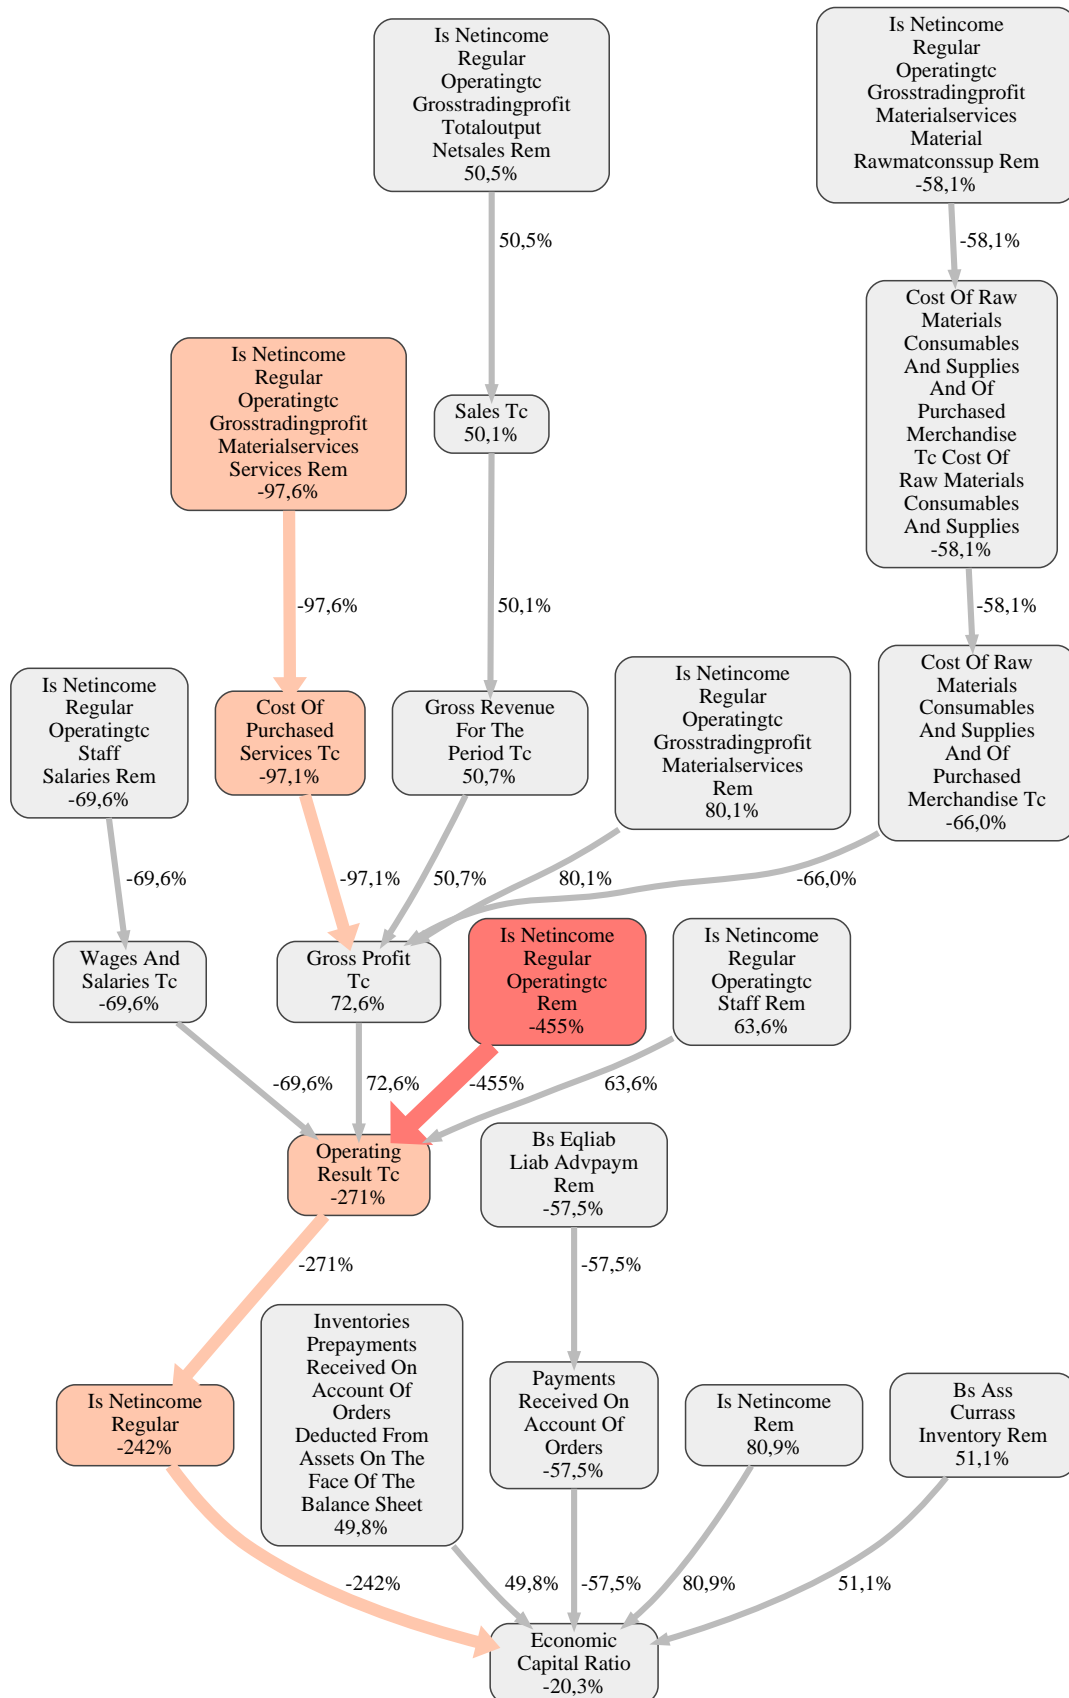 Is Netincome
Regular
Operatingtc
Grosstradingprofit
Totaloutput
Netsales Rem
50,5%
Is Netincome
Regular
Operatingtc
Grosstradingprofit
Materialservices
Material
Rawmatconssup Rem
-58,1%
50,5%
-58,1%
Is Netincome
Regular
Operatingtc
Grosstradingprofit
Materialservices
Services Rem
-97,6%
Sales Tc
50,1%
Cost Of Raw
Materials
Consumables
And Supplies
And Of
Purchased
Merchandise
Tc Cost Of
Raw Materials
Consumables
And Supplies
-58,1%
-97,6%
50,1%
-58,1%
Is Netincome
Regular
Operatingtc
Staff
Salaries Rem
-69,6%
Cost Of
Purchased
Services Tc
-97,1%
Gross Revenue
For The
Period Tc
50,7%
Is Netincome
Regular
Operatingtc
Grosstradingprofit
Materialservices
Rem
80,1%
Cost Of Raw
Materials
Consumables
And Supplies
And Of
Purchased
Merchandise Tc
-66,0%
-69,6%
-97,1%
50,7%
80,1%
-66,0%
Wages And
Salaries Tc
-69,6%
Gross Profit
Tc
72,6%
Is Netincome
Regular
Operatingtc
Rem
-455%
Is Netincome
Regular
Operatingtc
Staff Rem
63,6%
-69,6%
72,6%
-455%
63,6%
Operating
Result Tc
-271%
Bs Eqliab
Liab Advpaym
Rem
-57,5%
-271%
-57,5%
Is Netincome
Regular
-242%
Inventories
Prepayments
Received On
Account Of
Orders
Deducted From
Assets On The
Face Of The
Balance Sheet
49,8%
Payments
Received On
Account Of
Orders
-57,5%
Is Netincome
Rem
80,9%
Bs Ass
Currass
Inventory Rem
51,1%
-242%
49,8%
-57,5%
80,9%
51,1%
Economic
Capital Ratio
-20,3%